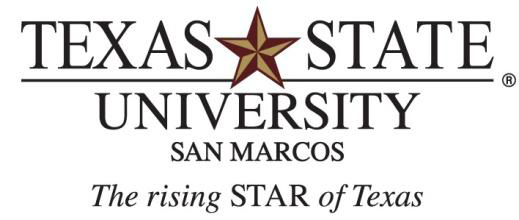 TEXAS STATE
®
UNIVERSITY
SAN MARCOS
The rising STAR of Texas